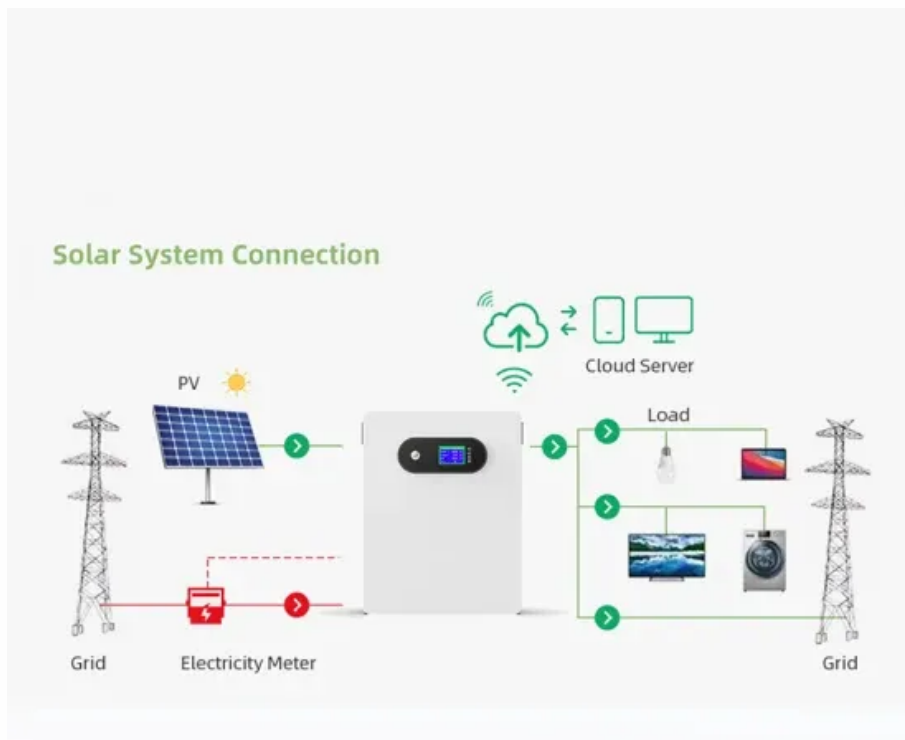 Solar System Connection
Cloud Server
PV
Load
Grid
Electricity Meter
Grid